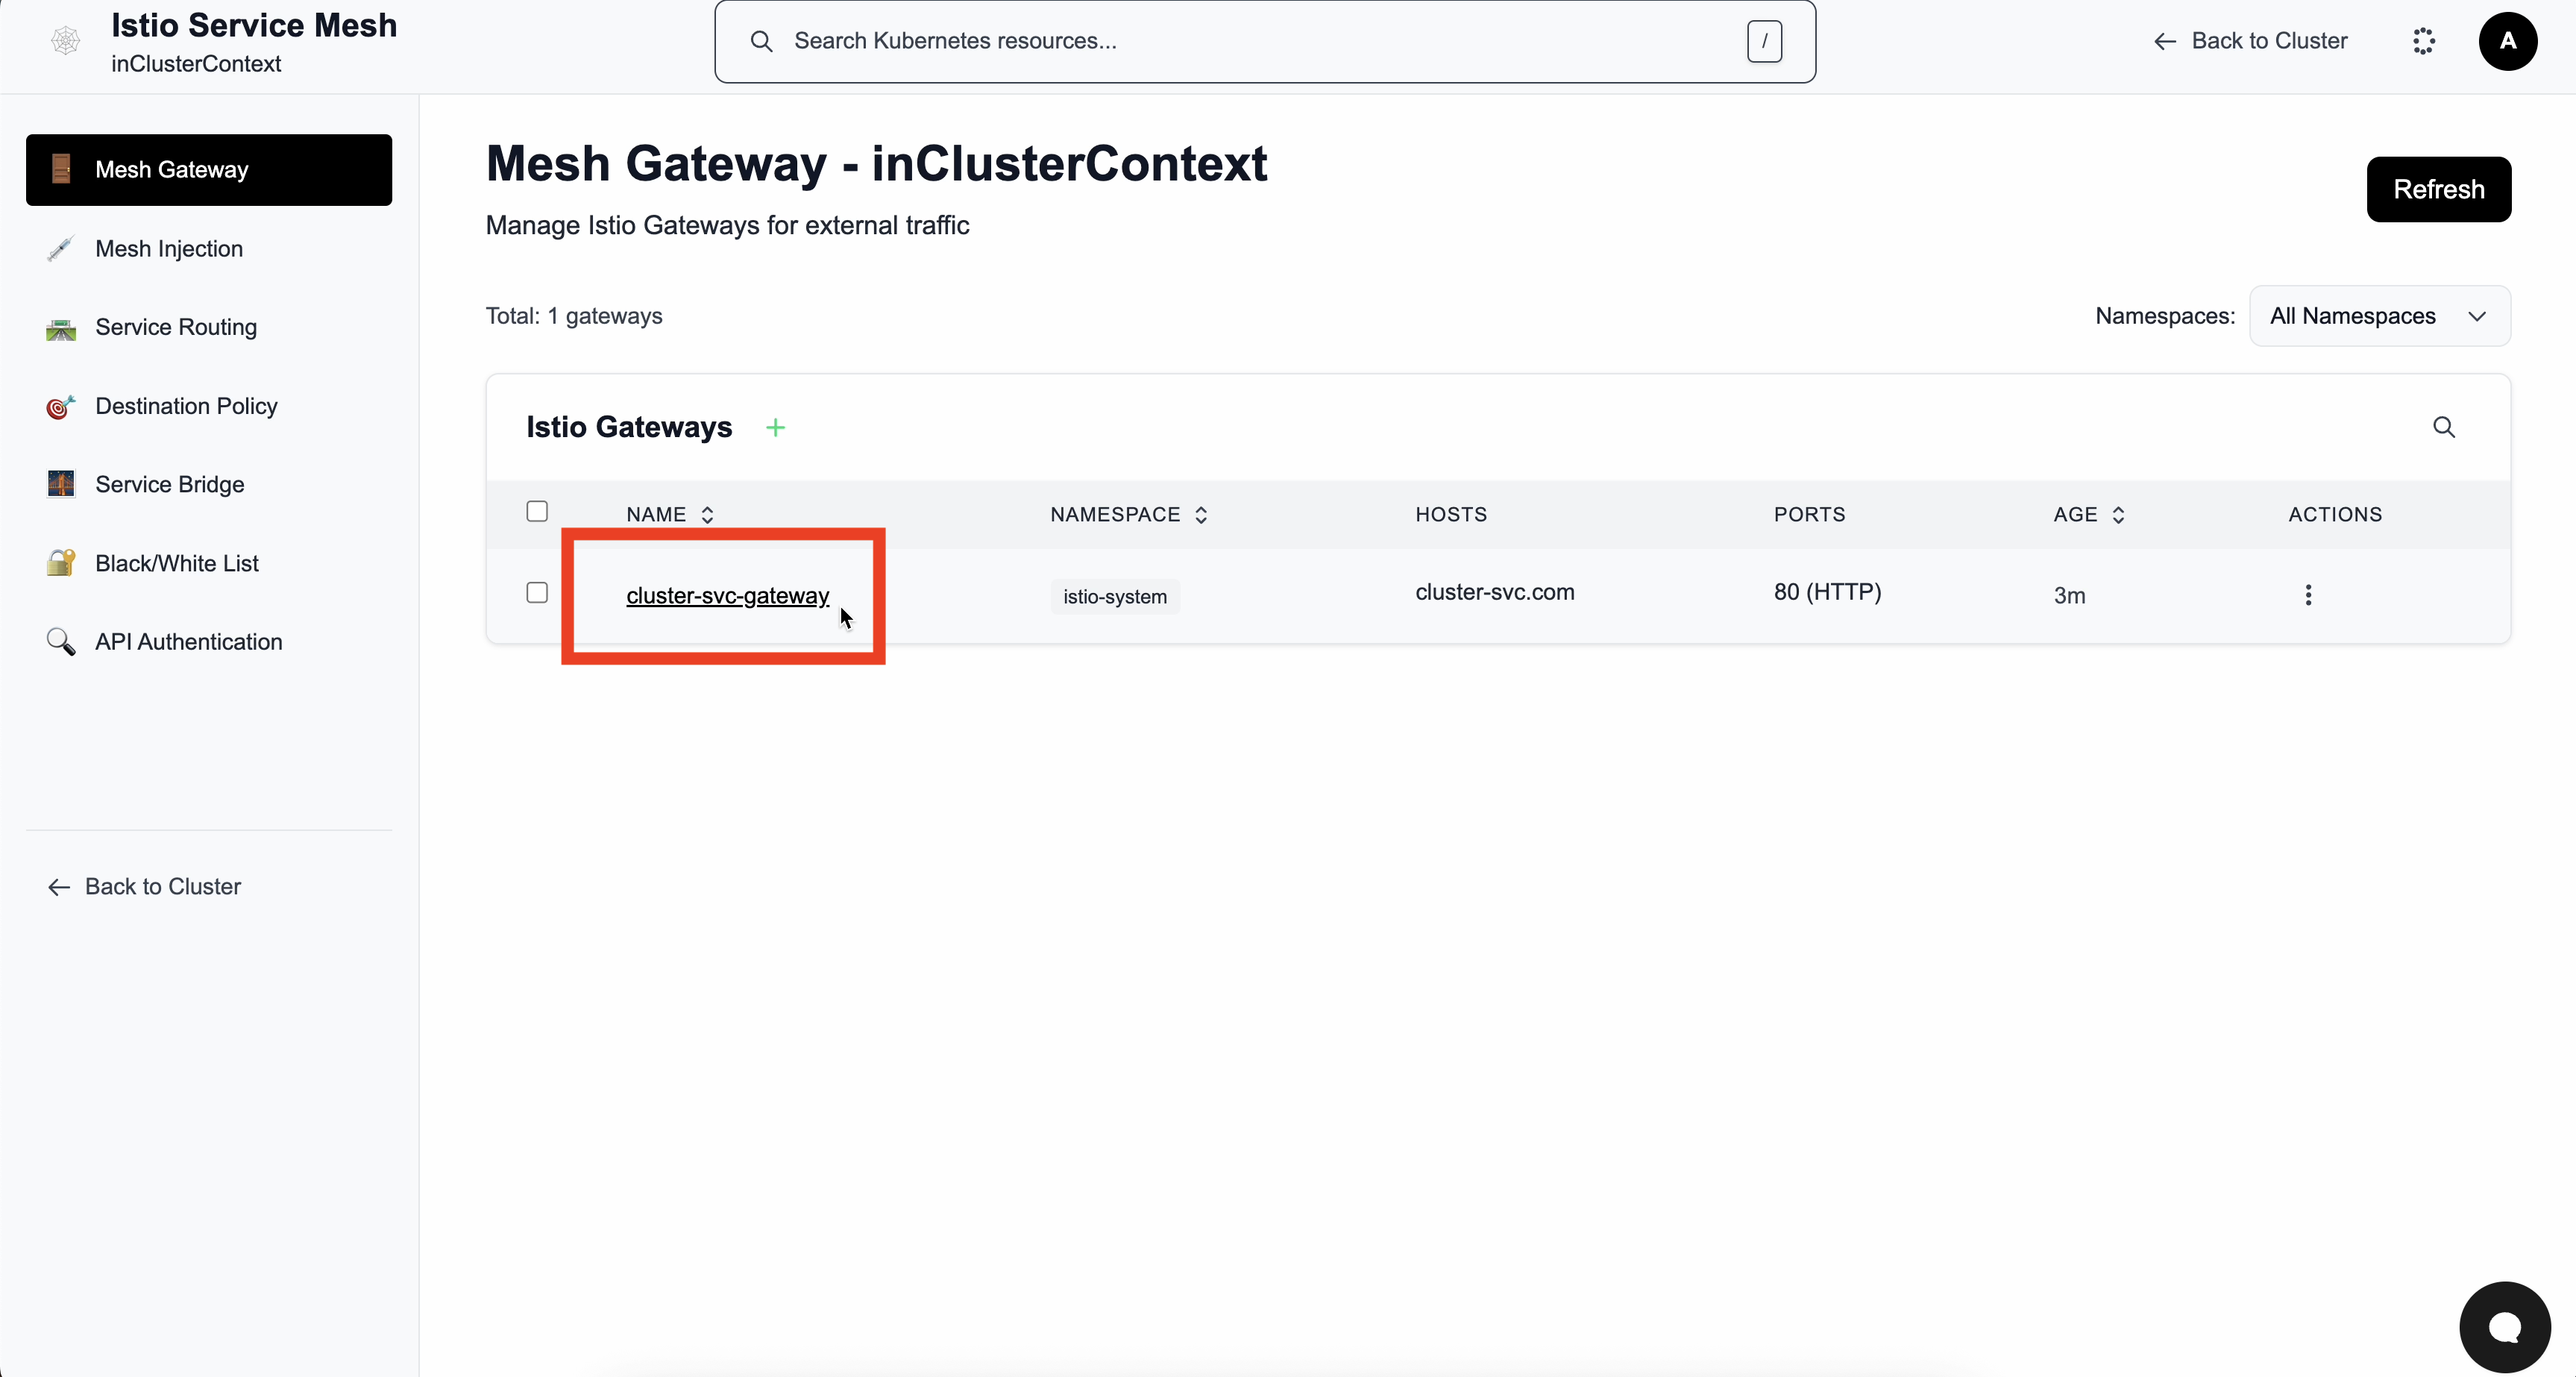 Istio Service Mesh
inClusterContext
Search Kubernetes resources...
/
Back to Cluster
A
Mesh Gateway
Mesh Injection
Service Routing
Destination Policy
Service Bridge
Black/White List
API Authentication
Back to Cluster
Mesh Gateway - inClusterContext
Manage Istio Gateways for external traffic
Refresh
Total: 1 gateways
Namespaces: All Namespaces
Istio Gateways +
NAME NAMESPACE HOSTS PORTS AGE ACTIONS
cluster-svc-gateway istio-system cluster-svc.com 80 (HTTP) 3m